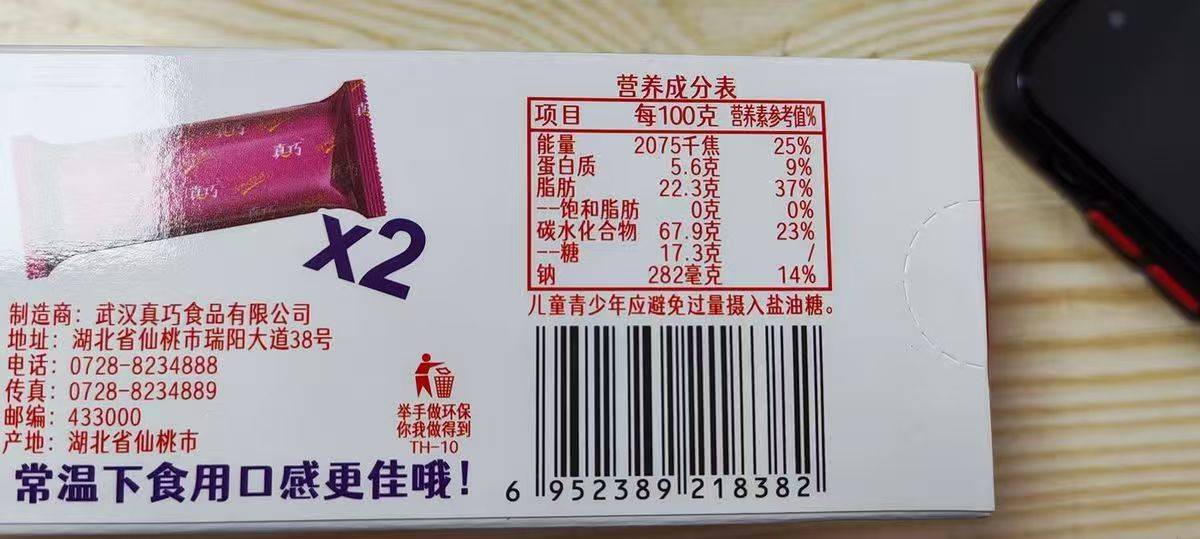 真巧
真巧
X2
制造商：武汉真巧食品有限公司
地址：湖北省仙桃市瑞阳大道38号
电话：0728-8234888
传真：0728-8234889
邮编：433000
产地：湖北省仙桃市
举手做环保
你我做得到
TH-10
常温下食用口感更佳哦！
营养成分表
项目 每100克 营养素参考值%
能量 2075千焦 25%
蛋白质 5.6克 9%
脂肪 22.3克 37%
--饱和脂肪 0克 0%
碳水化合物 67.9克 23%
--糖 17.3克 /
钠 282毫克 14%
儿童青少年应避免过量摄入盐油糖。
6 952389 218382